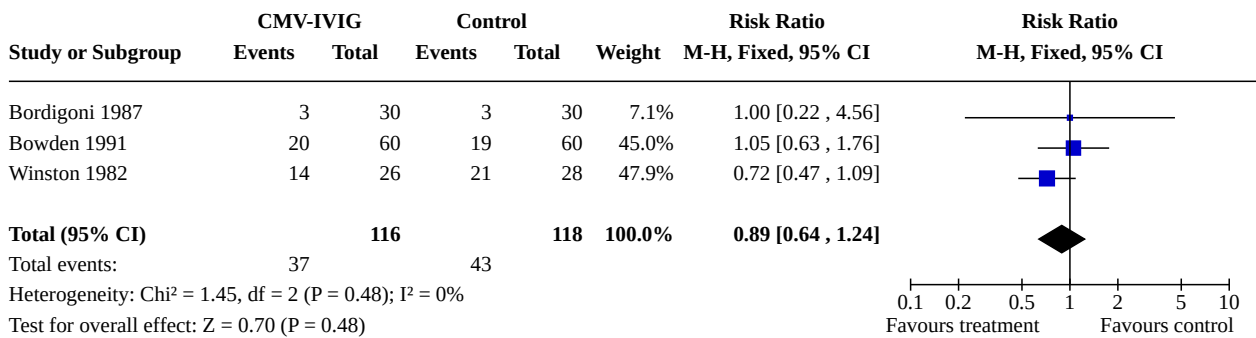 CMV-IVIG Control Risk Ratio Risk Ratio
Study or Subgroup Events Total Events Total Weight M-H, Fixed, 95% CI M-H, Fixed, 95% CI
Bordigoni 1987 3 30 3 30 7.1% 1.00 [0.22 , 4.56]
Bowden 1991 20 60 19 60 45.0% 1.05 [0.63 , 1.76]
Winston 1982 14 26 21 28 47.9% 0.72 [0.47 , 1.09]
Total (95% CI) 116 118 100.0% 0.89 [0.64 , 1.24]
Total events: 37 43
Heterogeneity: Chi² = 1.45, df = 2 (P = 0.48); I² = 0%
0.1 0.2 0.5 1 2 5 10
Test for overall effect: Z = 0.70 (P = 0.48) Favours treatment Favours control